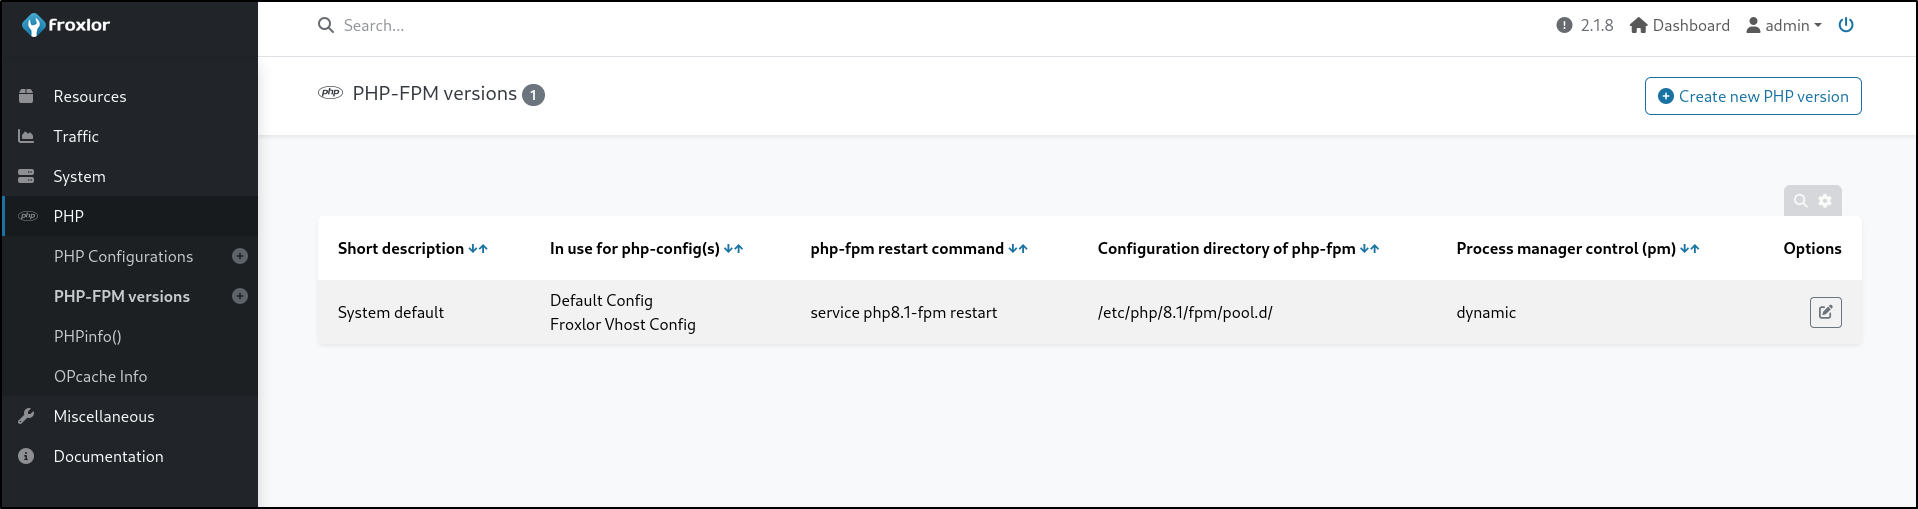 froxlor
Search...
2.1.8 Dashboard admin
Resources
Traffic
System
php PHP
PHP Configurations
PHP-FPM versions
PHPinfo()
OPcache Info
Miscellaneous
Documentation
php PHP-FPM versions 1
Create new PHP version
Short description In use for php-config(s) php-fpm restart command Configuration directory of php-fpm Process manager control (pm) Options
System default Default Config service php8.1-fpm restart /etc/php/8.1/fpm/pool.d/ dynamic
Froxlor Vhost Config